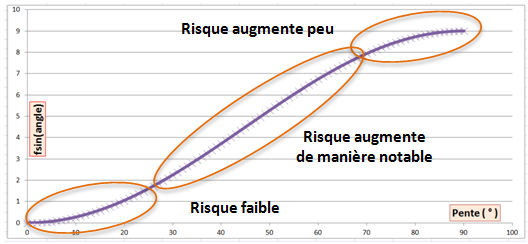 10
9
8
7
6
5
4
3
2
1
0
fsin(angle)
Risque augmente peu
Risque augmente
de manière notable
Risque faible
Pente ( ° )
0 10 20 30 40 50 60 70 80 90 100